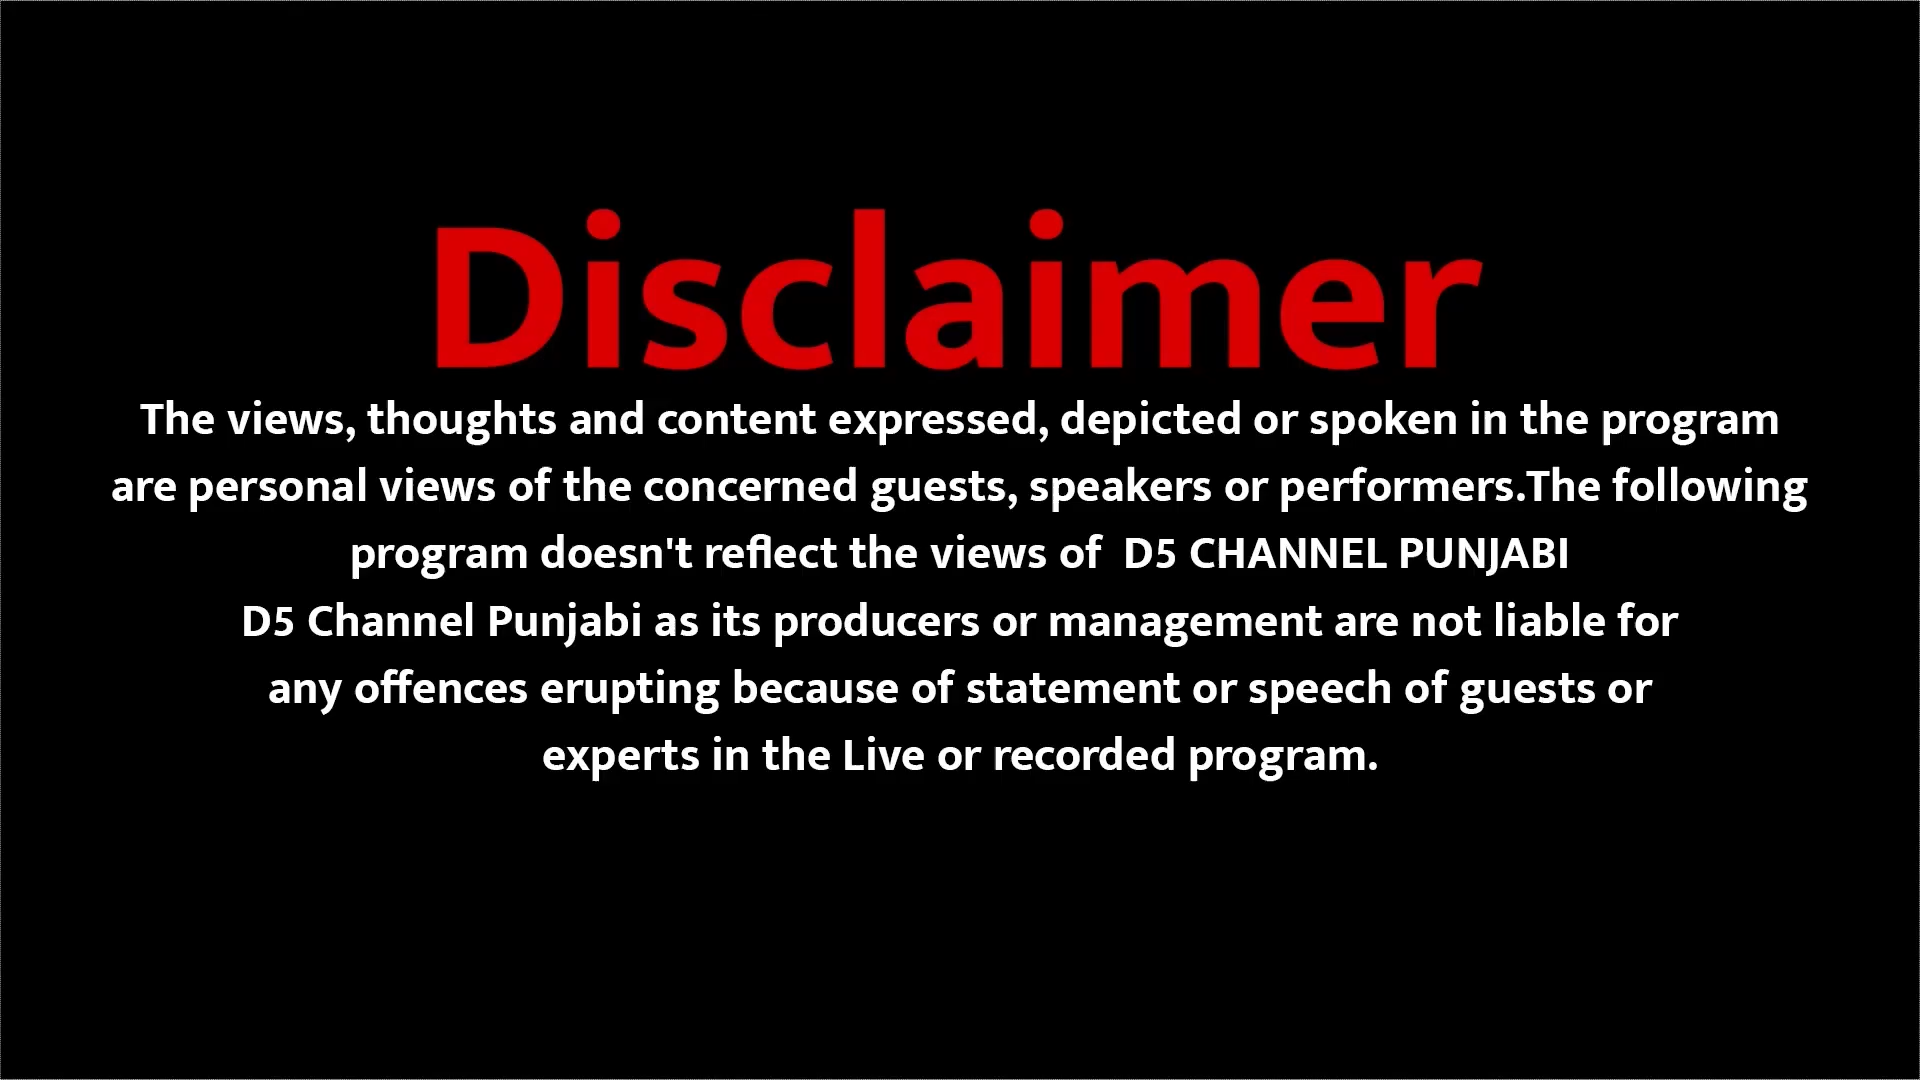 Disclaimer
The views, thoughts and content expressed, depicted or spoken in the program
are personal views of the concerned guests, speakers or performers.The following
program doesn't reflect the views of  D5 CHANNEL PUNJABI
D5 Channel Punjabi as its producers or management are not liable for
any offences erupting because of statement or speech of guests or
experts in the Live or recorded program.